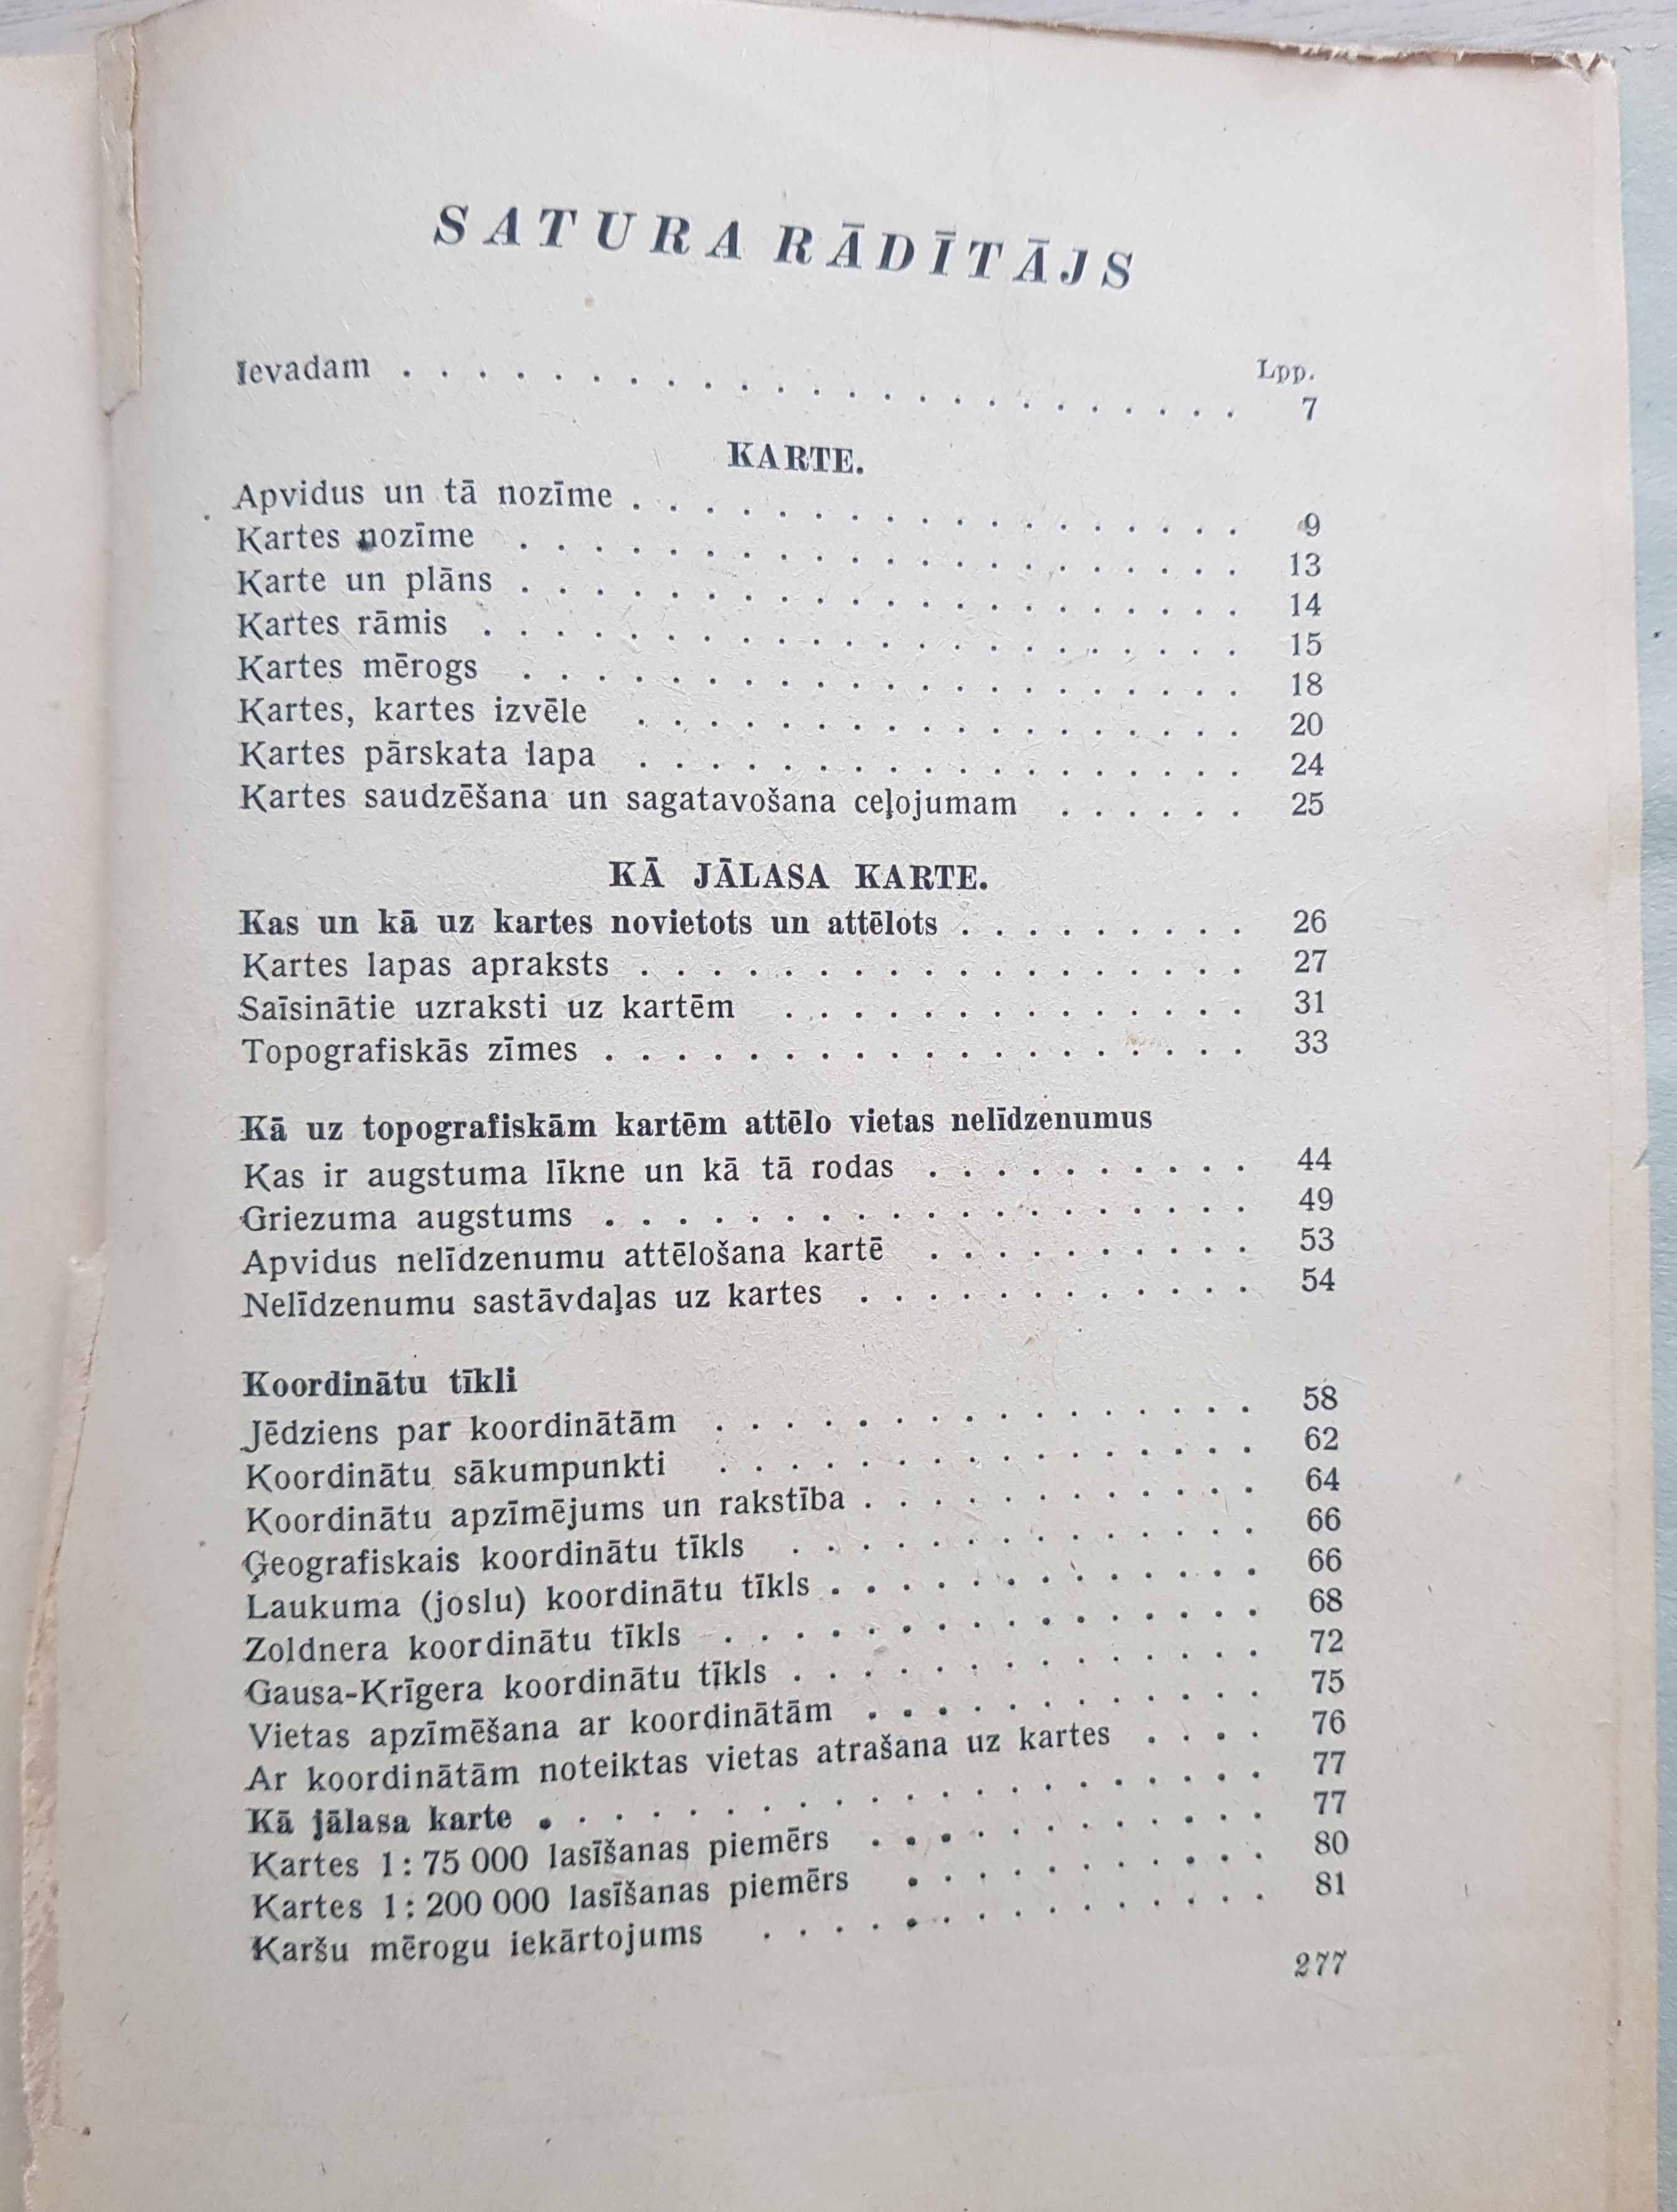 SATURA RĀDĪTĀJS
Lpp.
Ievadam . . . . . . . . . . . . . . . . . . . . . . . 7
KARTE.
Apvidus un tā nozīme . . . . . . . . . . . . . . . . . 9
Kartes nozīme . . . . . . . . . . . . . . . . . . . . 13
Karte un plāns . . . . . . . . . . . . . . . . . . . . 14
Kartes rāmis . . . . . . . . . . . . . . . . . . . . . 15
Kartes mērogs . . . . . . . . . . . . . . . . . . . . 18
Kartes, kartes izvēle . . . . . . . . . . . . . . . . . 20
Kartes pārskata lapa . . . . . . . . . . . . . . . . . 24
Kartes saudzēšana un sagatavošana ceļojumam . . . . . . 25
KĀ JĀLASA KARTE.
Kas un kā uz kartes novietots un attēlots . . . . . . . . . 26
Kartes lapas apraksts . . . . . . . . . . . . . . . . . 27
Saīsinātie uzraksti uz kartēm . . . . . . . . . . . . . . 31
Topografiskās zīmes . . . . . . . . . . . . . . . . . . 33
Kā uz topografiskām kartēm attēlo vietas nelīdzenumus
Kas ir augstuma līkne un kā tā rodas . . . . . . . . . . 44
Griezuma augstums . . . . . . . . . . . . . . . . . . 49
Apvidus nelīdzenumu attēlošana kartē . . . . . . . . . . 53
Nelīdzenumu sastāvdaļas uz kartes . . . . . . . . . . . . 54
Koordinātu tīkli
Jēdziens par koordinātām . . . . . . . . . . . . . . . . 58
Koordinātu sākumpunkti . . . . . . . . . . . . . . . . 62
Koordinātu apzīmējums un rakstība . . . . . . . . . . . . 64
Ģeografiskais koordinātu tīkls . . . . . . . . . . . . . . 66
Laukuma (joslu) koordinātu tīkls . . . . . . . . . . . . . 66
Zoldnera koordinātu tīkls . . . . . . . . . . . . . . . . 68
Gausa-Krīgera koordinātu tīkls . . . . . . . . . . . . . . 72
Vietas apzīmēšana ar koordinātām . . . . . . . . . . . . 75
Ar koordinātām noteiktas vietas atrašana uz kartes . . . . 76
Kā jālasa karte . . . . . . . . . . . . . . . . . . . . 77
Kartes 1 : 75 000 lasīšanas piemērs . . . . . . . . . . . . 77
Kartes 1 : 200 000 lasīšanas piemērs . . . . . . . . . . . 80
Karšu mērogu iekārtojums . . . . . . . . . . . . . . . 81
277